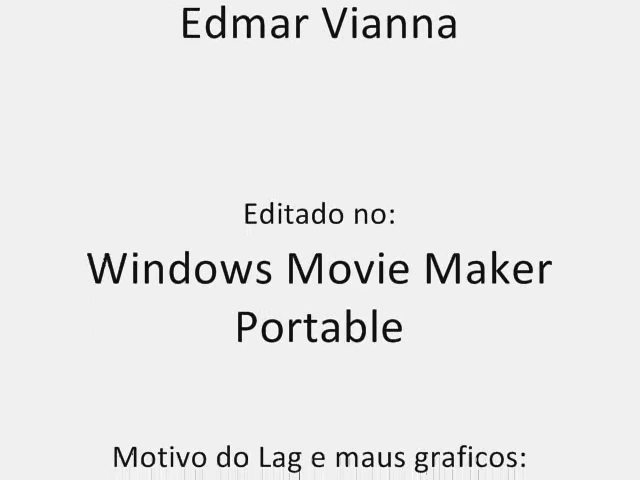 Edmar Vianna
Editado no:
Windows Movie Maker
Portable
Motivo do Lag e maus graficos: